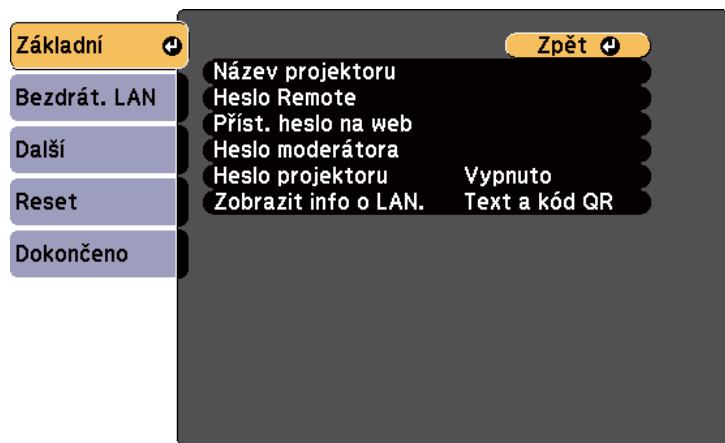 Základní
Bezdrát. LAN
Další
Reset
Dokončeno
Zpět
Název projektoru
Heslo Remote
Příst. heslo na web
Heslo moderátora
Heslo projektoru Vypnuto
Zobrazit info o LAN. Text a kód QR